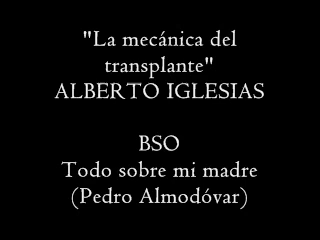 "La mecánica del
transplante"
ALBERTO IGLESIAS
BSO
Todo sobre mi madre
(Pedro Almodóvar)